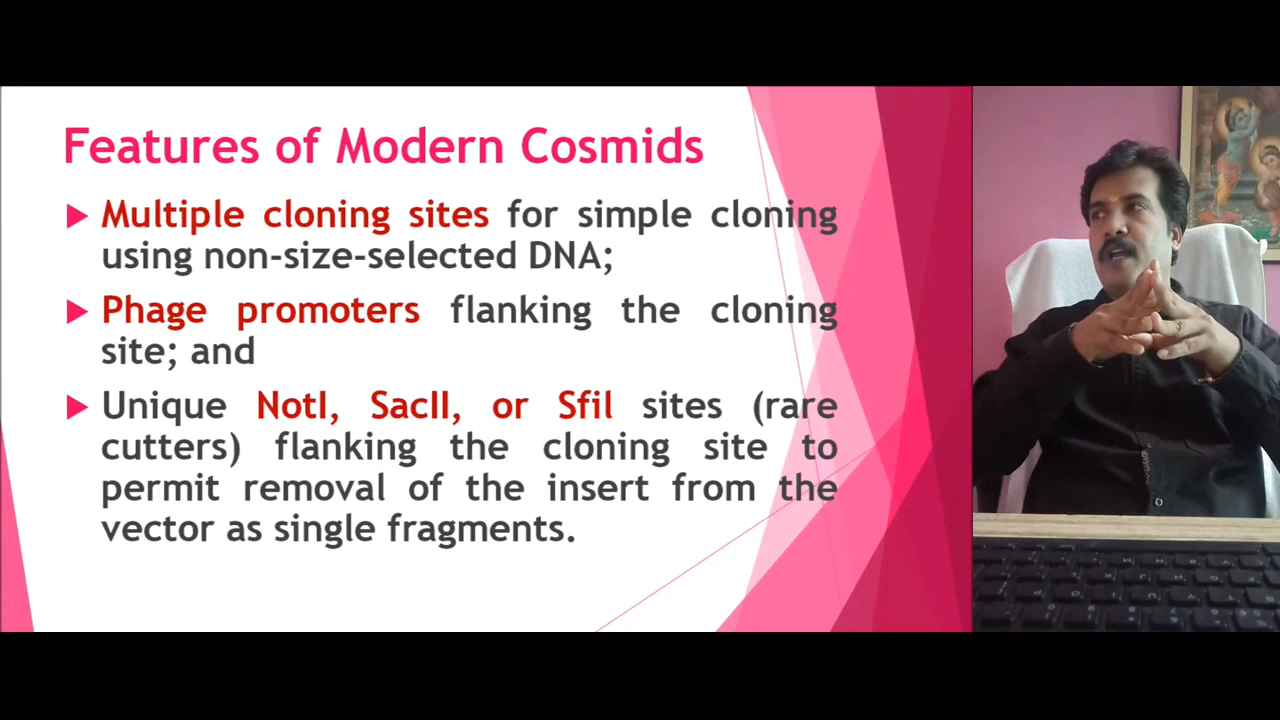 Features of Modern Cosmids
Multiple cloning sites for simple cloning
using non-size-selected DNA;
Phage promoters flanking the cloning
site; and
Unique NotI, SacII, or SfiI sites (rare
cutters) flanking the cloning site to
permit removal of the insert from the
vector as single fragments.